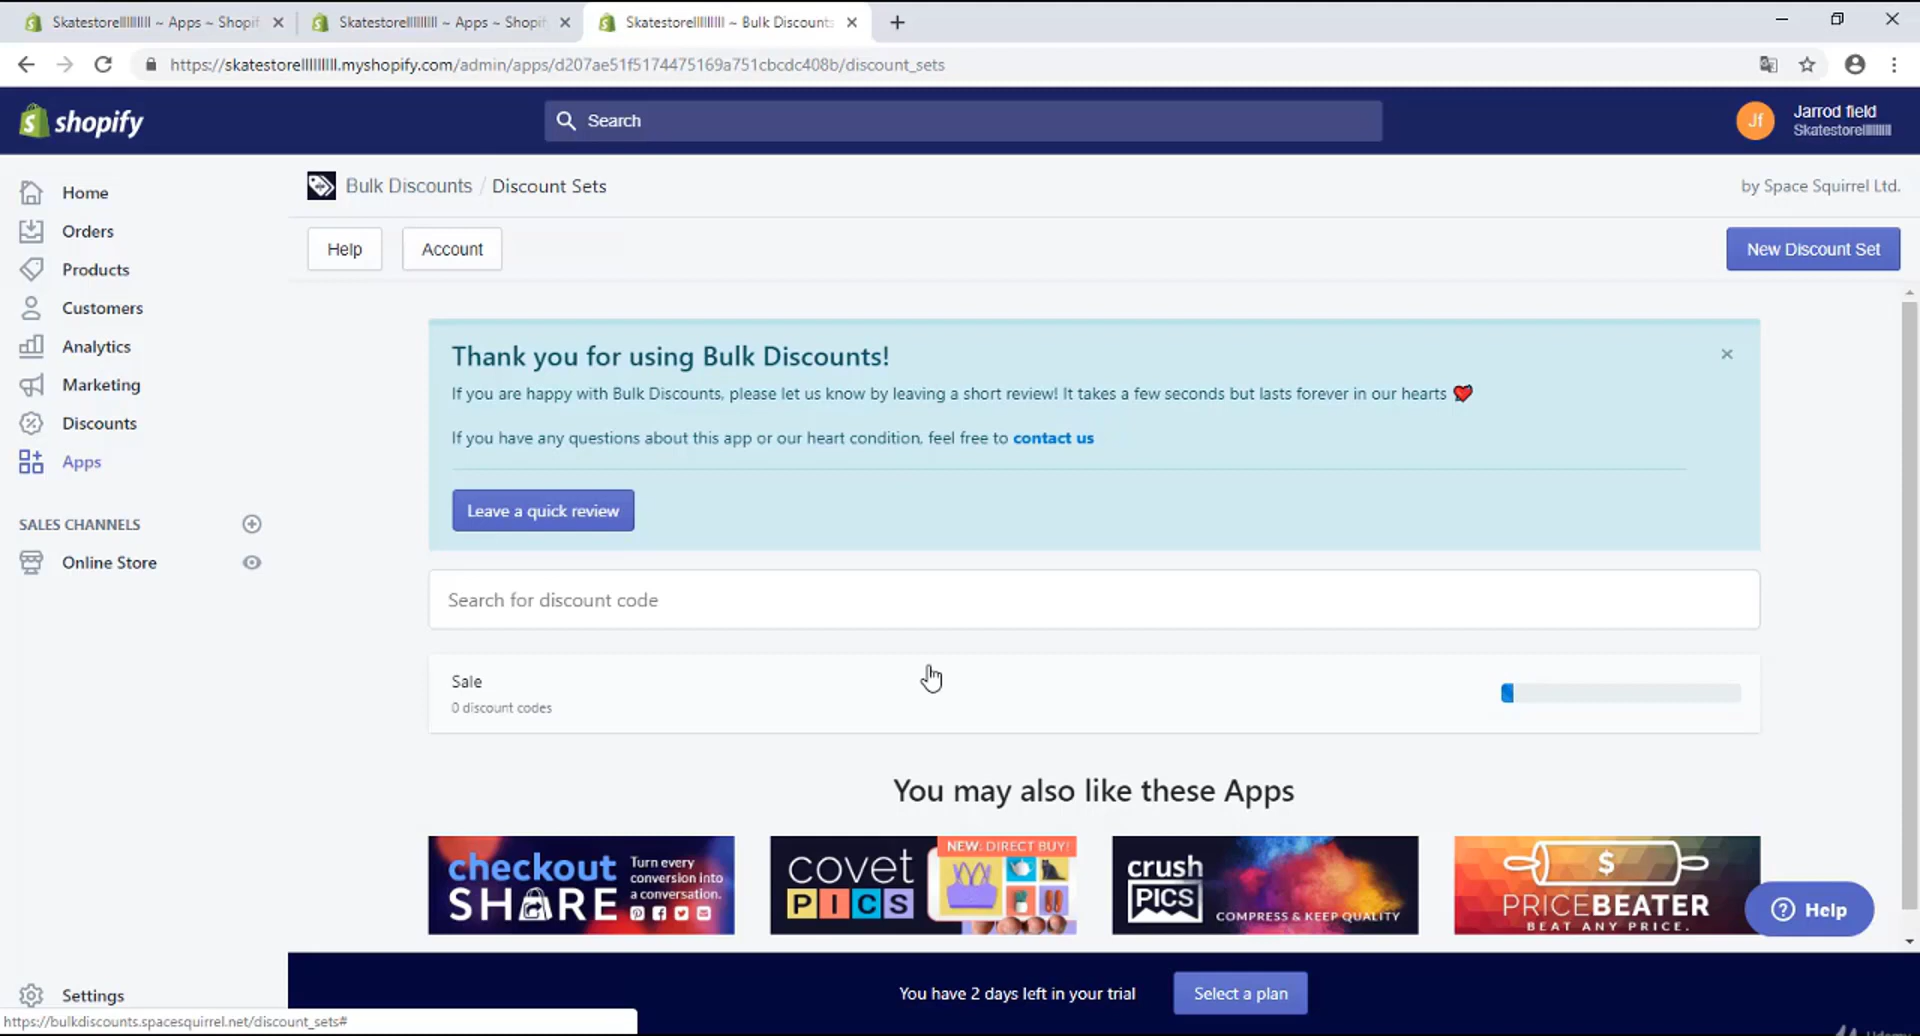 Skatestorellllllll ~ Apps ~ Shopif
Skatestorellllllll ~ Apps ~ Shopif
Skatestorellllllll ~ Bulk Discounts
https://skatestorellllllll.myshopify.com/admin/apps/d207ae51f5174475169a751cbcdc408b/discount_sets
shopify
Search
Jf
Jarrod field
Skatestorellllllll
Home
Orders
Products
Customers
Analytics
Marketing
Discounts
Apps
SALES CHANNELS
Online Store
Settings
Bulk Discounts / Discount Sets
by Space Squirrel Ltd.
Help
Account
New Discount Set
Thank you for using Bulk Discounts!
If you are happy with Bulk Discounts, please let us know by leaving a short review! It takes a few seconds but lasts forever in our hearts
If you have any questions about this app or our heart condition, feel free to contact us
Leave a quick review
Search for discount code
Sale
0 discount codes
You may also like these Apps
checkout
SHARE
Turn every
conversion into
a conversation.
covet
PICS
NEW: DIRECT BUY!
crush
PICS
COMPRESS & KEEP QUALITY
$
PRICEBEATER
BEAT ANY PRICE.
Help
You have 2 days left in your trial
Select a plan
https://bulkdiscounts.spacesquirrel.net/discount_sets#